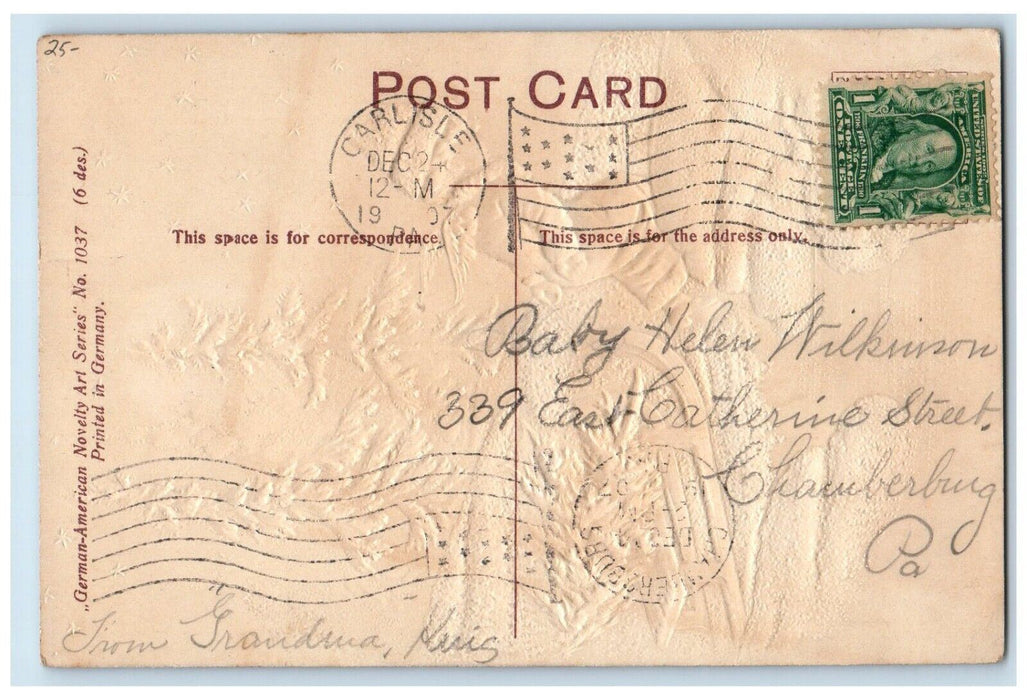 25-
POST CARD
CARLISLE
DEC 24
12-M
1907
PA.
This space is for correspondence.
This space is for the address only.
1
1
„German-American Novelty Art Series" No. 1037 (6 des.)
Printed in Germany.
Baby Helen Wilkinson
339 East Catherine Street.
Chamberburg
Pa
From Grandma,